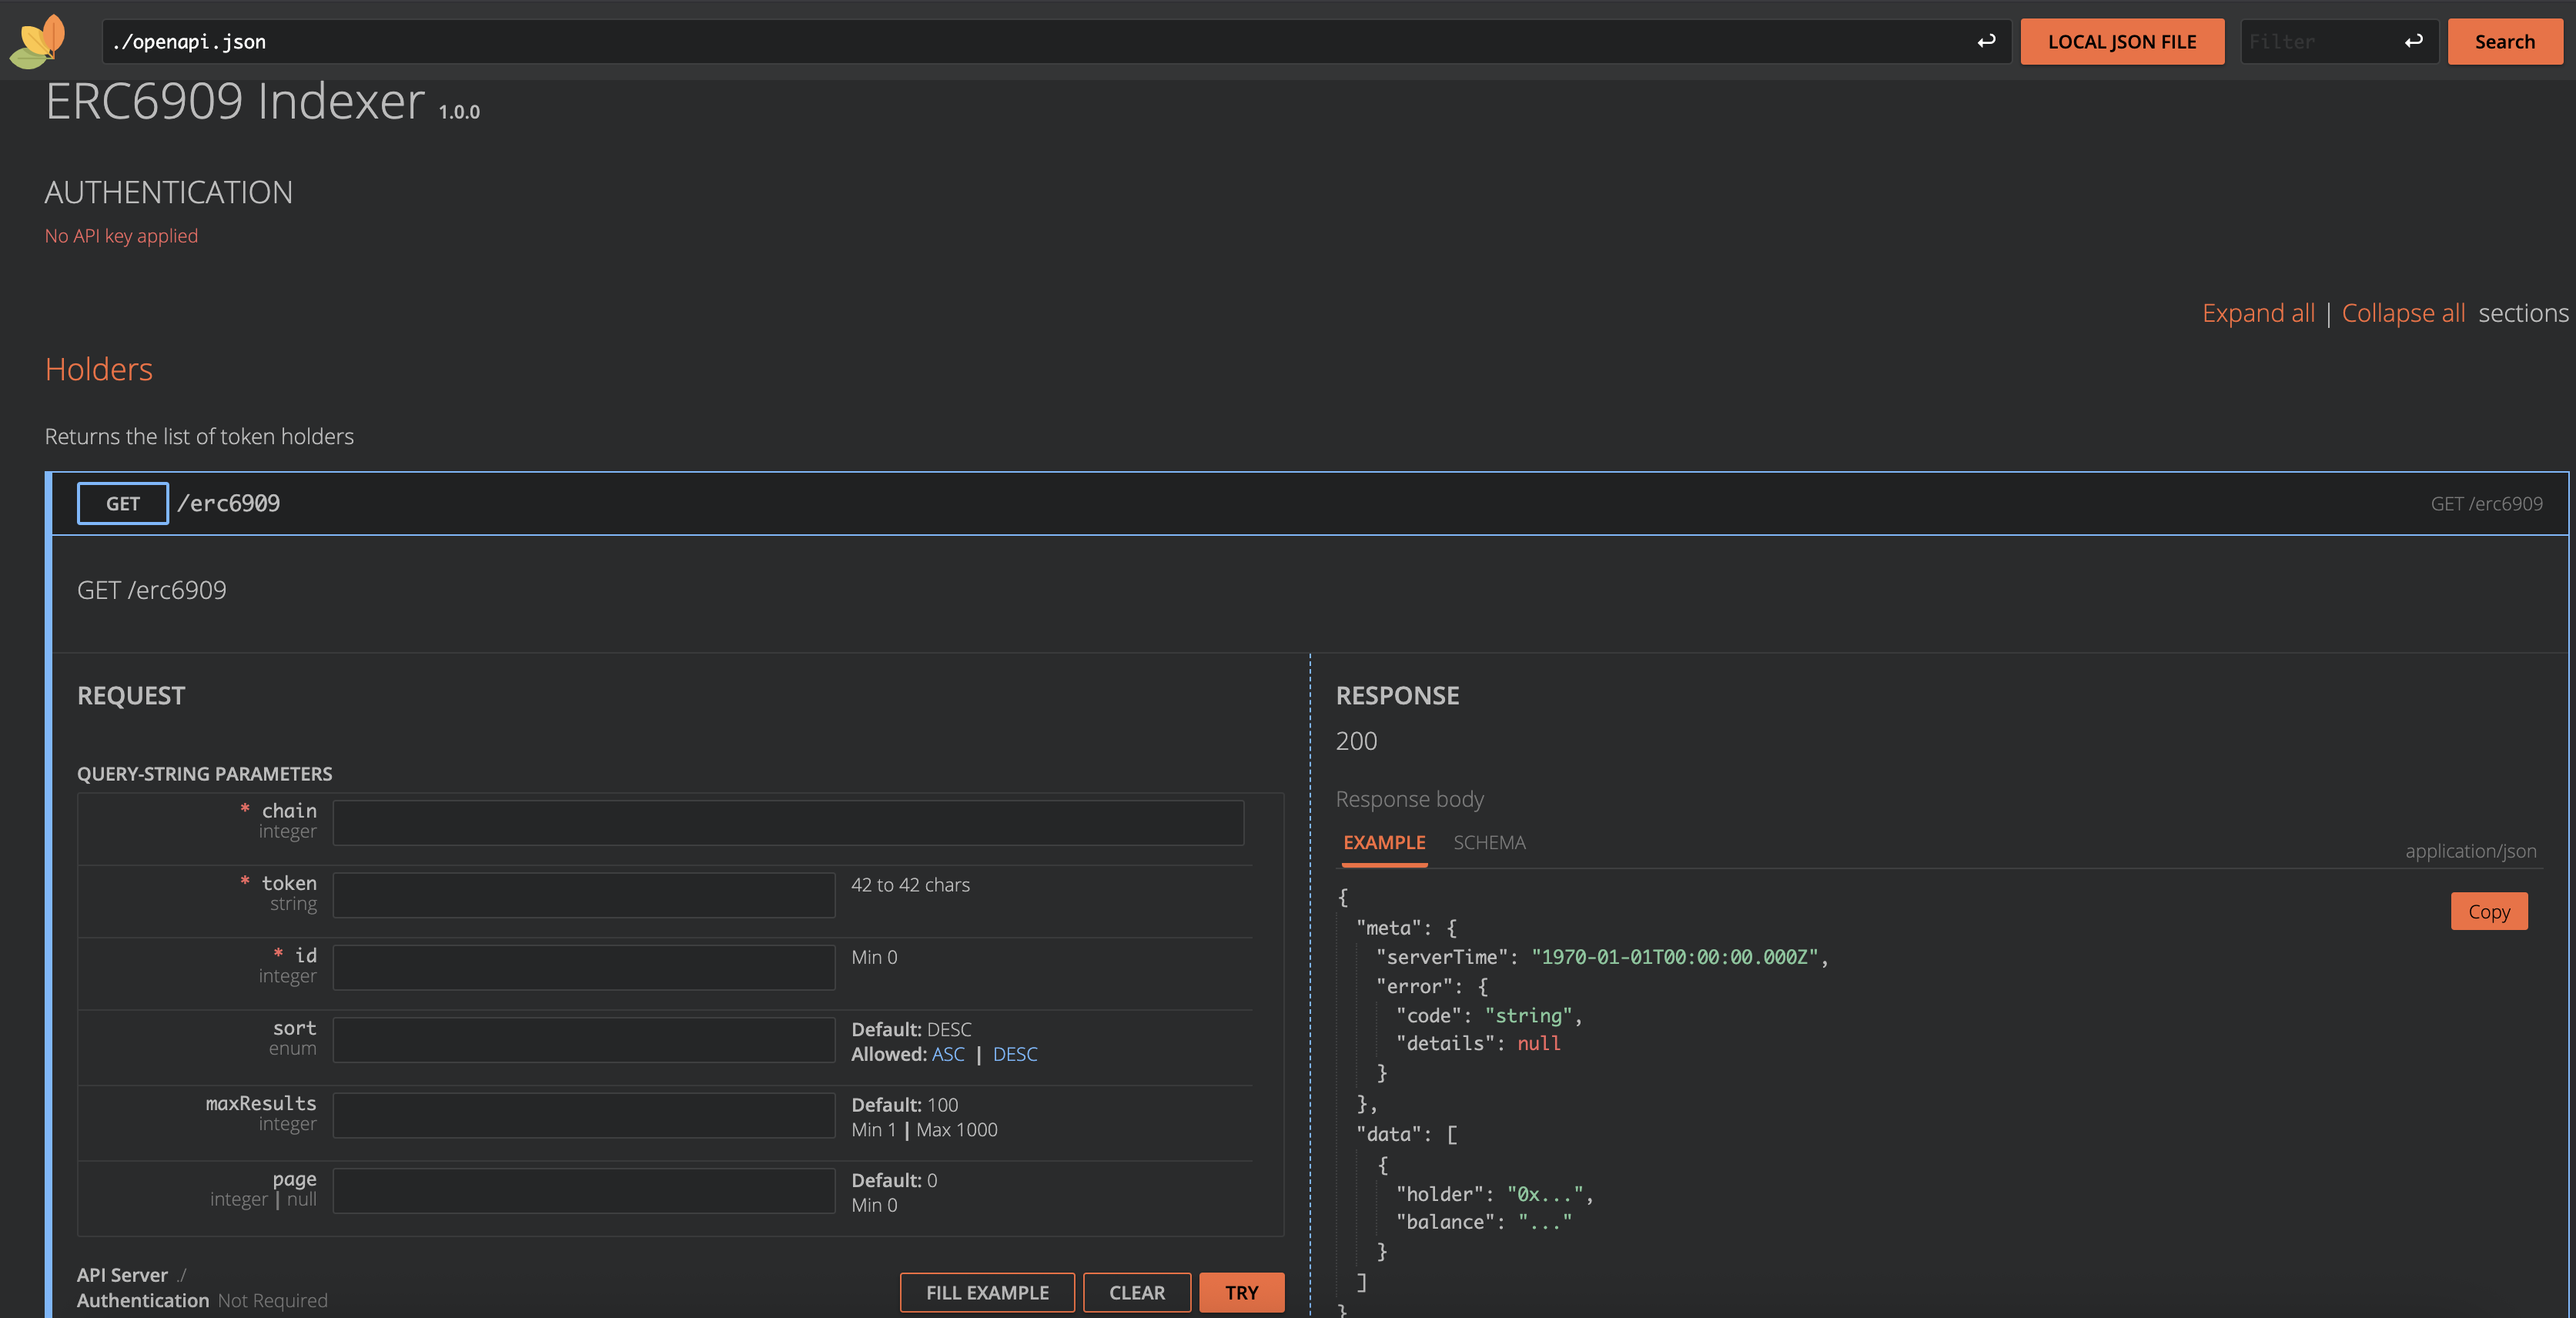 ./openapi.json
LOCAL JSON FILE
Filter
Search
ERC6909 Indexer 1.0.0
AUTHENTICATION
No API key applied
Expand all | Collapse all sections
Holders
Returns the list of token holders
GET /erc6909
GET /erc6909
GET /erc6909
REQUEST
QUERY-STRING PARAMETERS
* chain
integer
* token
string
42 to 42 chars
* id
integer
Min 0
sort
enum
Default: DESC
Allowed: ASC | DESC
maxResults
integer
Default: 100
Min 1 | Max 1000
page
integer | null
Default: 0
Min 0
API Server ./
Authentication Not Required
FILL EXAMPLE
CLEAR
TRY
RESPONSE
200
Response body
EXAMPLE
SCHEMA
application/json
Copy
{
"meta": {
"serverTime": "1970-01-01T00:00:00.000Z",
"error": {
"code": "string",
"details": null
}
},
"data": [
{
"holder": "0x...",
"balance": "..."
}
]
}